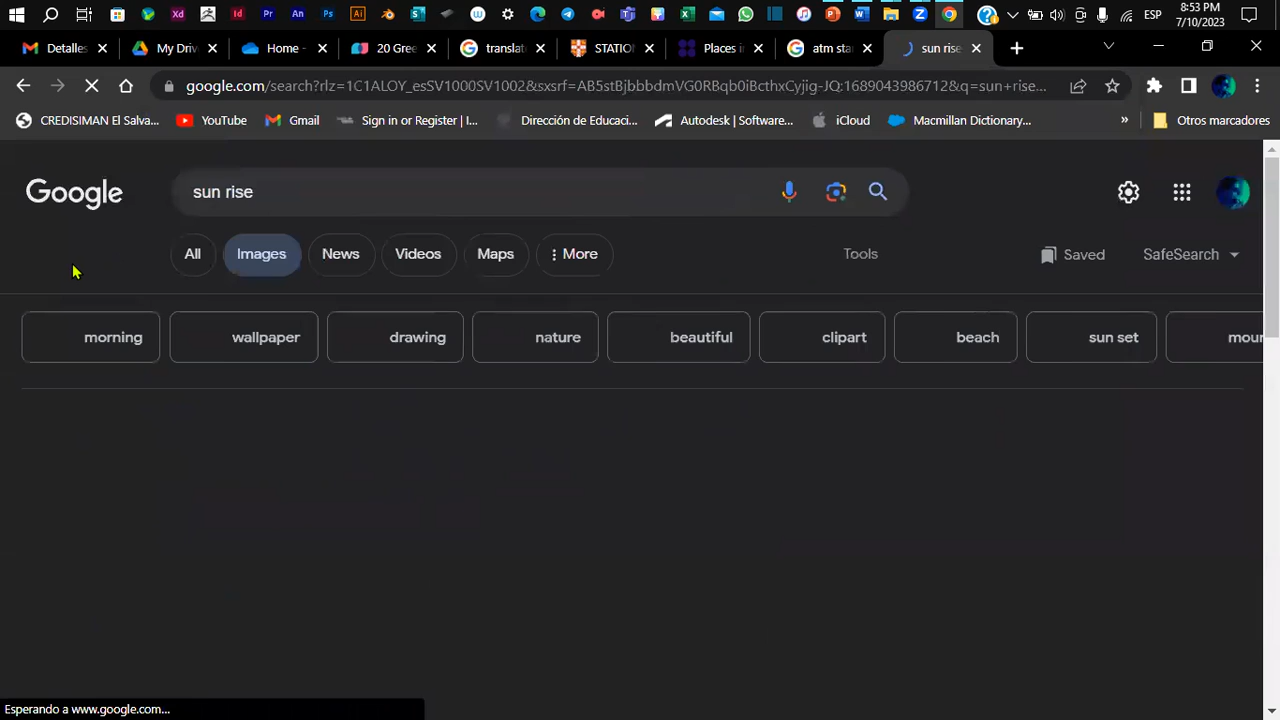 8:53 PM
ESP
7/10/2023
Detalles
My Driv
Home -
20 Gree
translat
STATIO
Places i
atm sta
sun rise
google.com/search?rlz=1C1ALOY_esSV1000SV1002&sxsrf=AB5stBjbbbdmVG0RBqb0iBcthxCyjig-JQ:1689043986712&q=sun+rise...
CREDISIMAN El Salva...
YouTube
Gmail
Sign in or Register | I...
Dirección de Educaci...
Autodesk | Software...
iCloud
Macmillan Dictionary...
»
Otros marcadores
Google
sun rise
All
Images
News
Videos
Maps
More
Tools
Saved
SafeSearch
morning
wallpaper
drawing
nature
beautiful
clipart
beach
sun set
moun
Esperando a www.google.com...